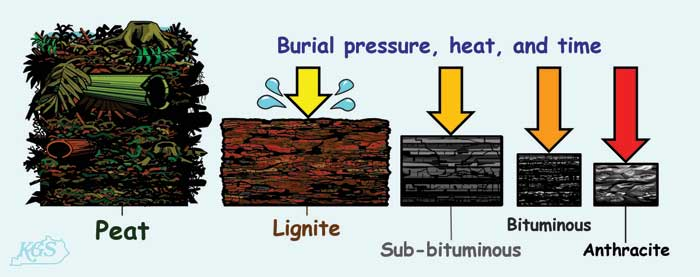 Burial pressure, heat, and time
Peat
Lignite
Sub-bituminous
Bituminous
Anthracite
KGS